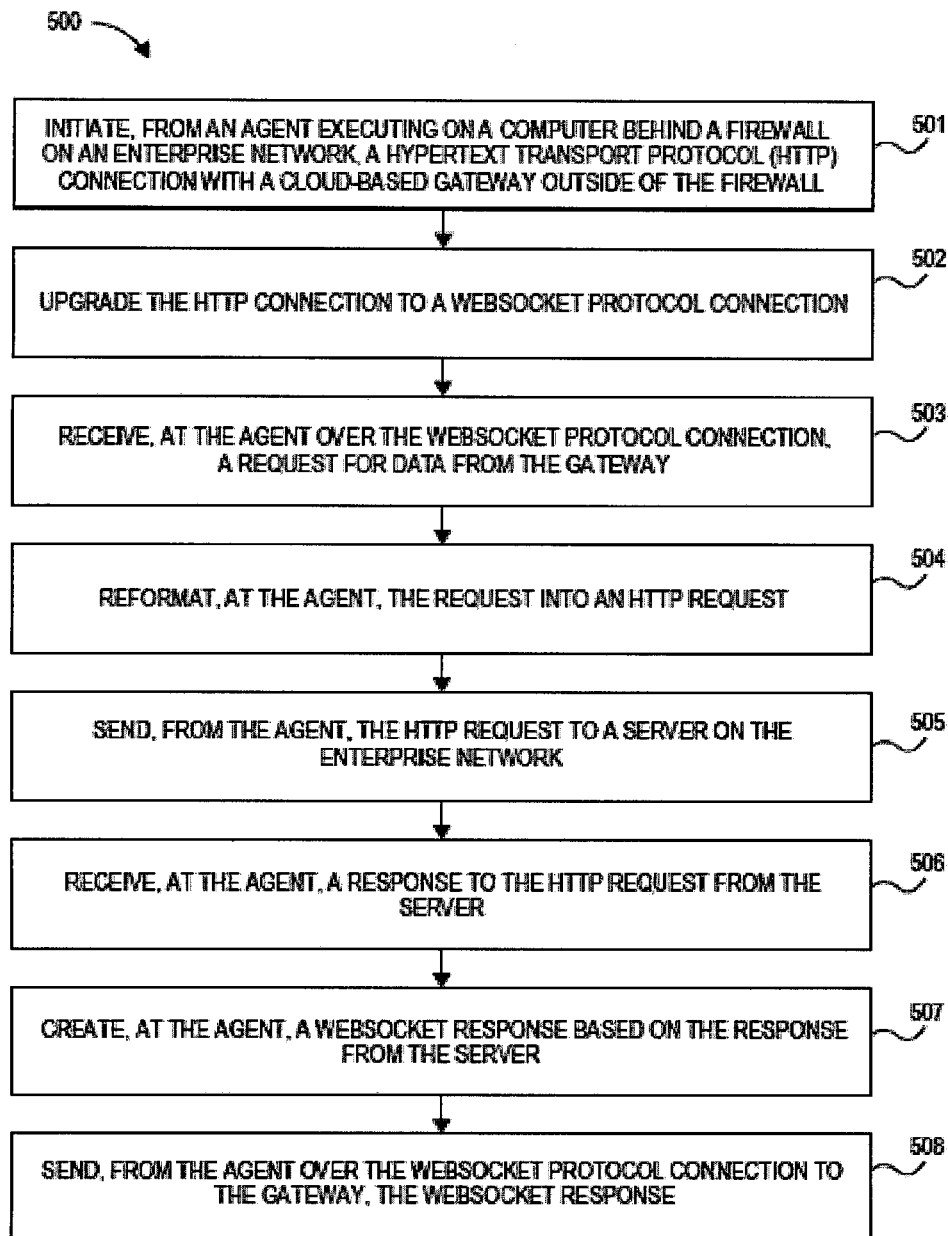 500
INITIATE, FROM AN AGENT EXECUTING ON A COMPUTER BEHIND A FIREWALL
ON AN ENTERPRISE NETWORK, A HYPERTEXT TRANSPORT PROTOCOL (HTTP)
CONNECTION WITH A CLOUD-BASED GATEWAY OUTSIDE OF THE FIREWALL
501
UPGRADE THE HTTP CONNECTION TO A WEBSOCKET PROTOCOL CONNECTION
502
RECEIVE, AT THE AGENT OVER THE WEBSOCKET PROTOCOL CONNECTION,
A REQUEST FOR DATA FROM THE GATEWAY
503
REFORMAT, AT THE AGENT, THE REQUEST INTO AN HTTP REQUEST
504
SEND, FROM THE AGENT, THE HTTP REQUEST TO A SERVER ON THE
ENTERPRISE NETWORK
505
RECEIVE, AT THE AGENT, A RESPONSE TO THE HTTP REQUEST FROM THE
SERVER
506
CREATE, AT THE AGENT, A WEBSOCKET RESPONSE BASED ON THE RESPONSE
FROM THE SERVER
507
SEND, FROM THE AGENT OVER THE WEBSOCKET PROTOCOL CONNECTION TO
THE GATEWAY, THE WEBSOCKET RESPONSE
508